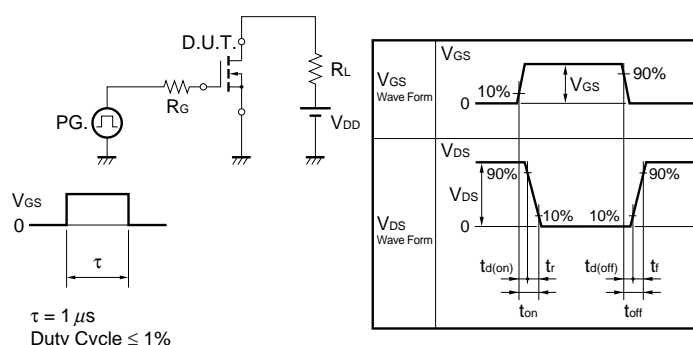 D.U.T.
RL
RG
PG.
VDD
VGS
0
τ
τ = 1 µs
Duty Cycle ≤ 1%
VGS
Wave Form
VGS
10%
0
VGS
90%
VDS
Wave Form
VDS
90%
VDS
0
10%
10%
90%
td(on)
tr
td(off)
tf
ton
toff